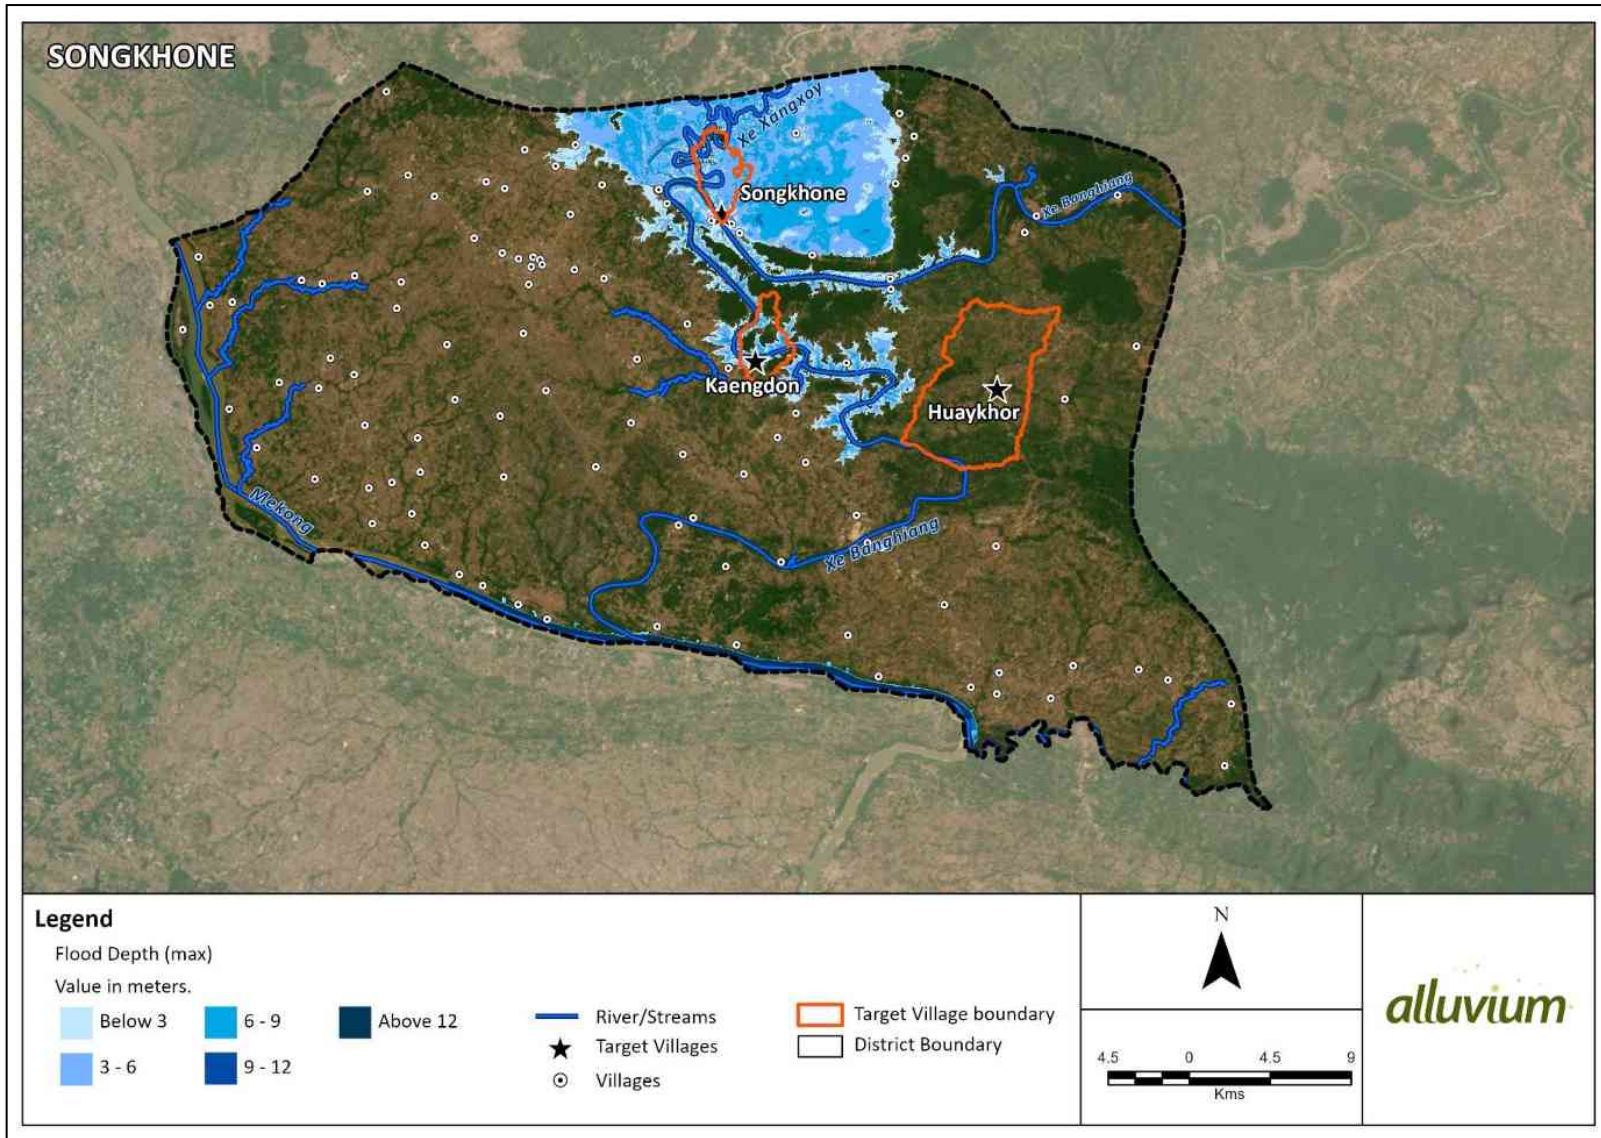 SONGKHONE
Xe Xangxoy
Songkhone
Xe Banghiang
Kaengdon
Huaykhor
Mekong
Xe Banghiang
Legend
Flood Depth (max)
Value in meters.
Below 3
6 - 9
Above 12
3 - 6
9 - 12
River/Streams
Target Villages
Villages
Target Village boundary
District Boundary
N
4.5 0 4.5 9
Kms
alluvium